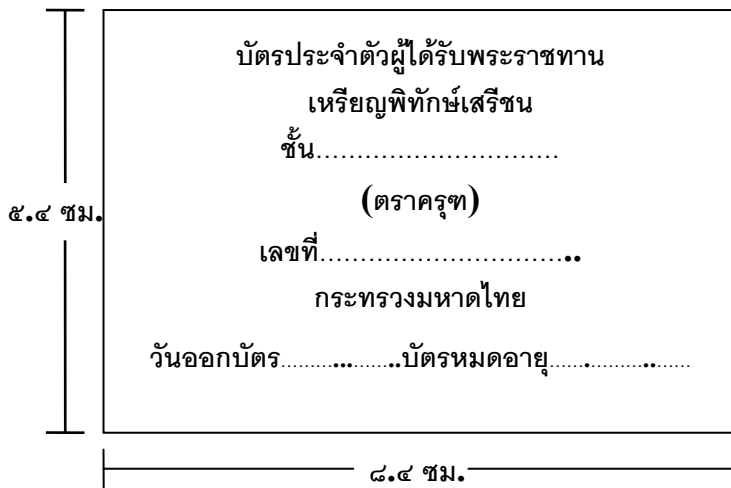 บัตรประจำตัวผู้ได้รับพระราชทาน
เหรียญพิทักษ์เสรีชน
ชั้น..............................
(ตราครุฑ)
๕.๔ ซม.
เลขที่................................
กระทรวงมหาดไทย
วันออกบัตร.....................บัตรหมดอายุ.........................
๘.๔ ซม.